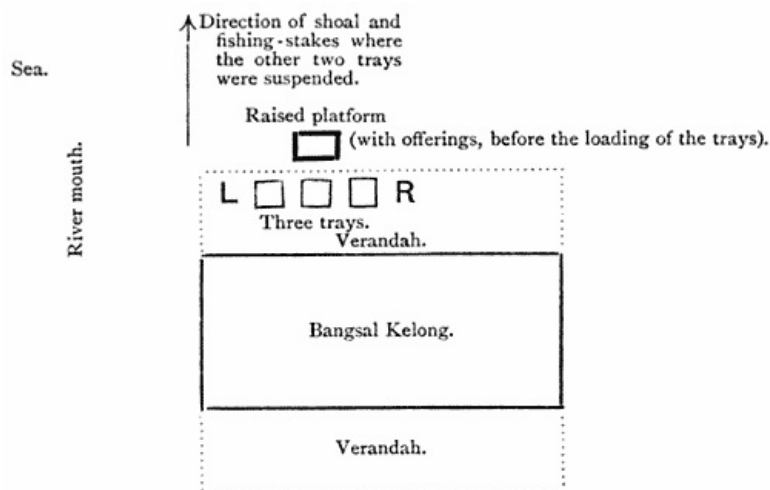 Direction of shoal and
fishing-stakes where
the other two trays
were suspended.
Sea.
Raised platform
(with offerings, before the loading of the trays).
River mouth.
L R
Three trays.
Verandah.
Bangsal Kelong.
Verandah.